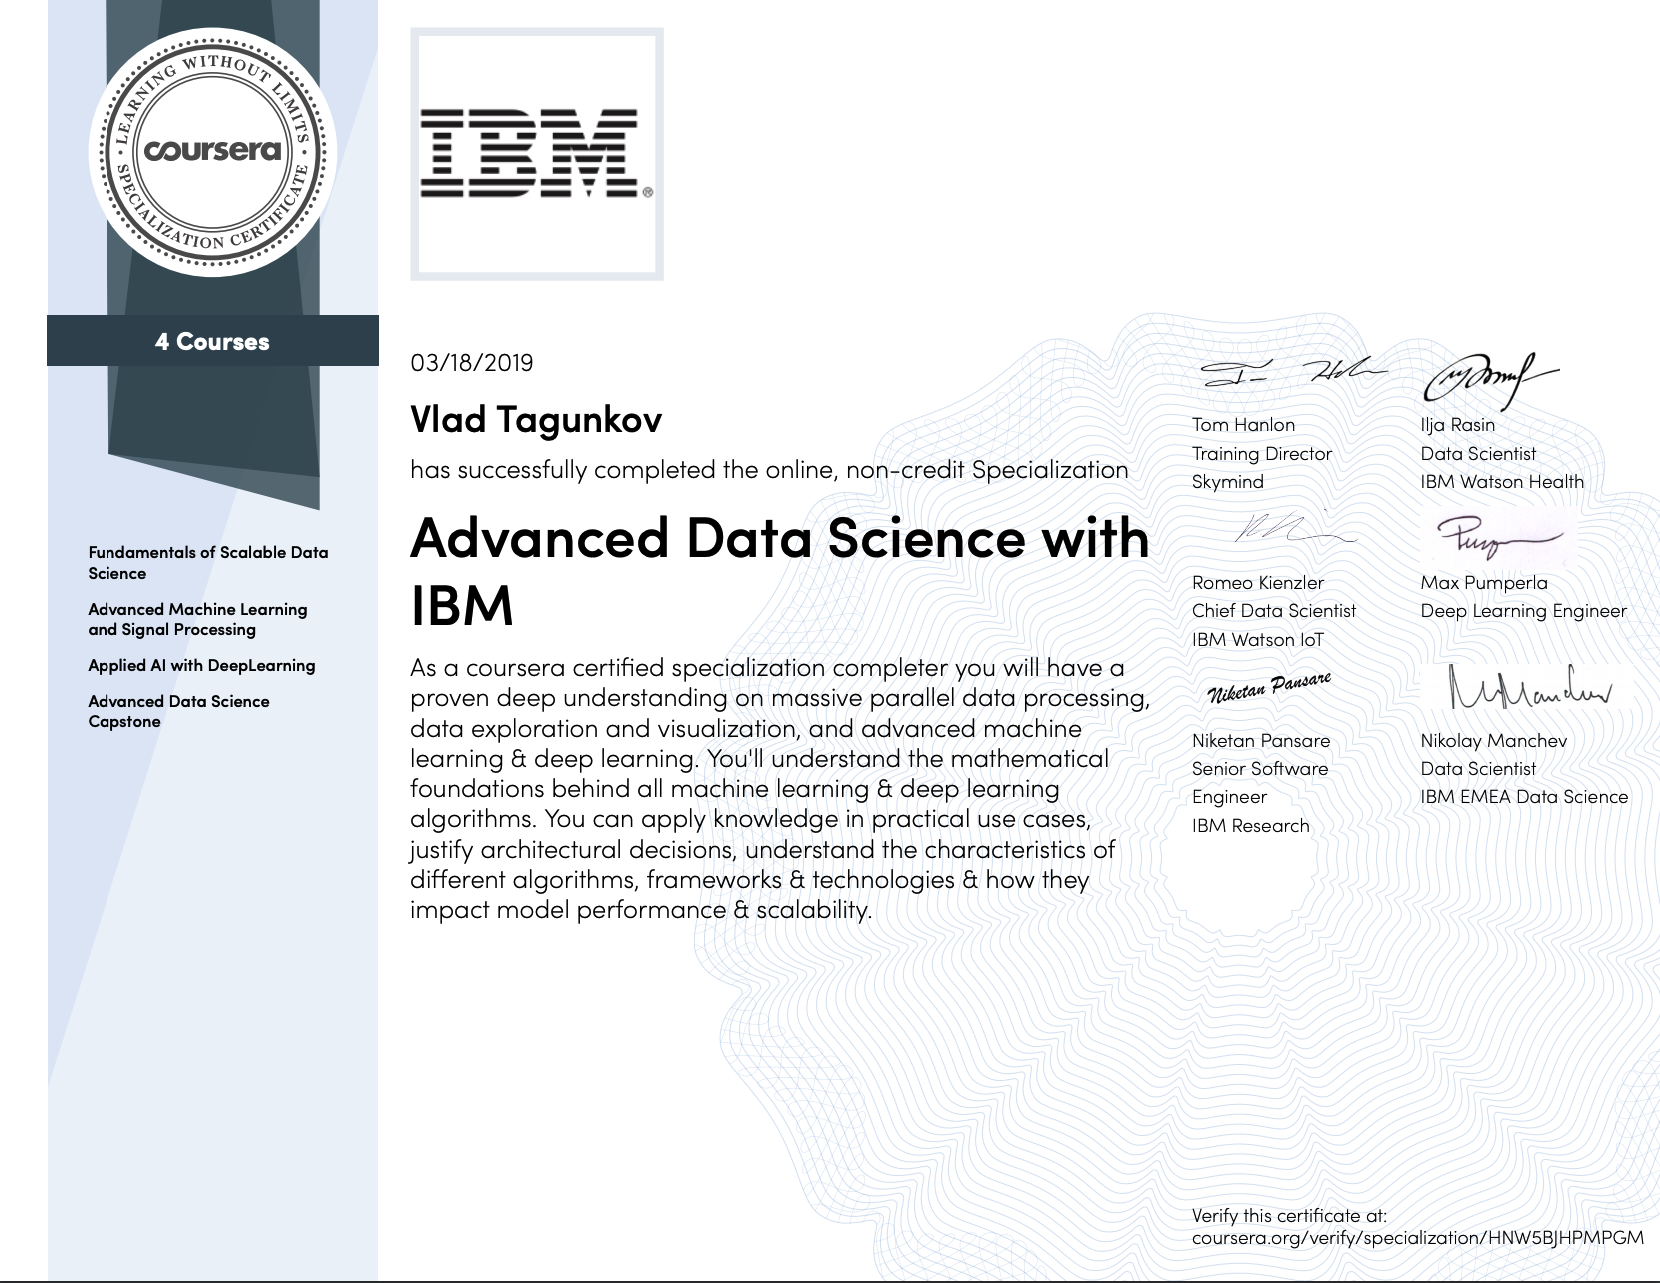 LEARNING WITHOUT LIMITS
coursera
SPECIALIZATION CERTIFICATE
IBM®
4 Courses
Fundamentals of Scalable Data
Science
Advanced Machine Learning
and Signal Processing
Applied AI with DeepLearning
Advanced Data Science
Capstone
03/18/2019
Vlad Tagunkov
has successfully completed the online, non-credit Specialization
Advanced Data Science with
IBM
As a coursera certified specialization completer you will have a
proven deep understanding on massive parallel data processing,
data exploration and visualization, and advanced machine
learning & deep learning. You'll understand the mathematical
foundations behind all machine learning & deep learning
algorithms. You can apply knowledge in practical use cases,
justify architectural decisions, understand the characteristics of
different algorithms, frameworks & technologies & how they
impact model performance & scalability.
Tom Hanlon
Training Director
Skymind
Ilja Rasin
Data Scientist
IBM Watson Health
Romeo Kienzler
Chief Data Scientist
IBM Watson IoT
Max Pumperla
Deep Learning Engineer
Niketan Pansare
Niketan Pansare
Senior Software
Engineer
IBM Research
Nikolay Manchev
Data Scientist
IBM EMEA Data Science
Verify this certificate at:
coursera.org/verify/specialization/HNW5BJHPMPGM